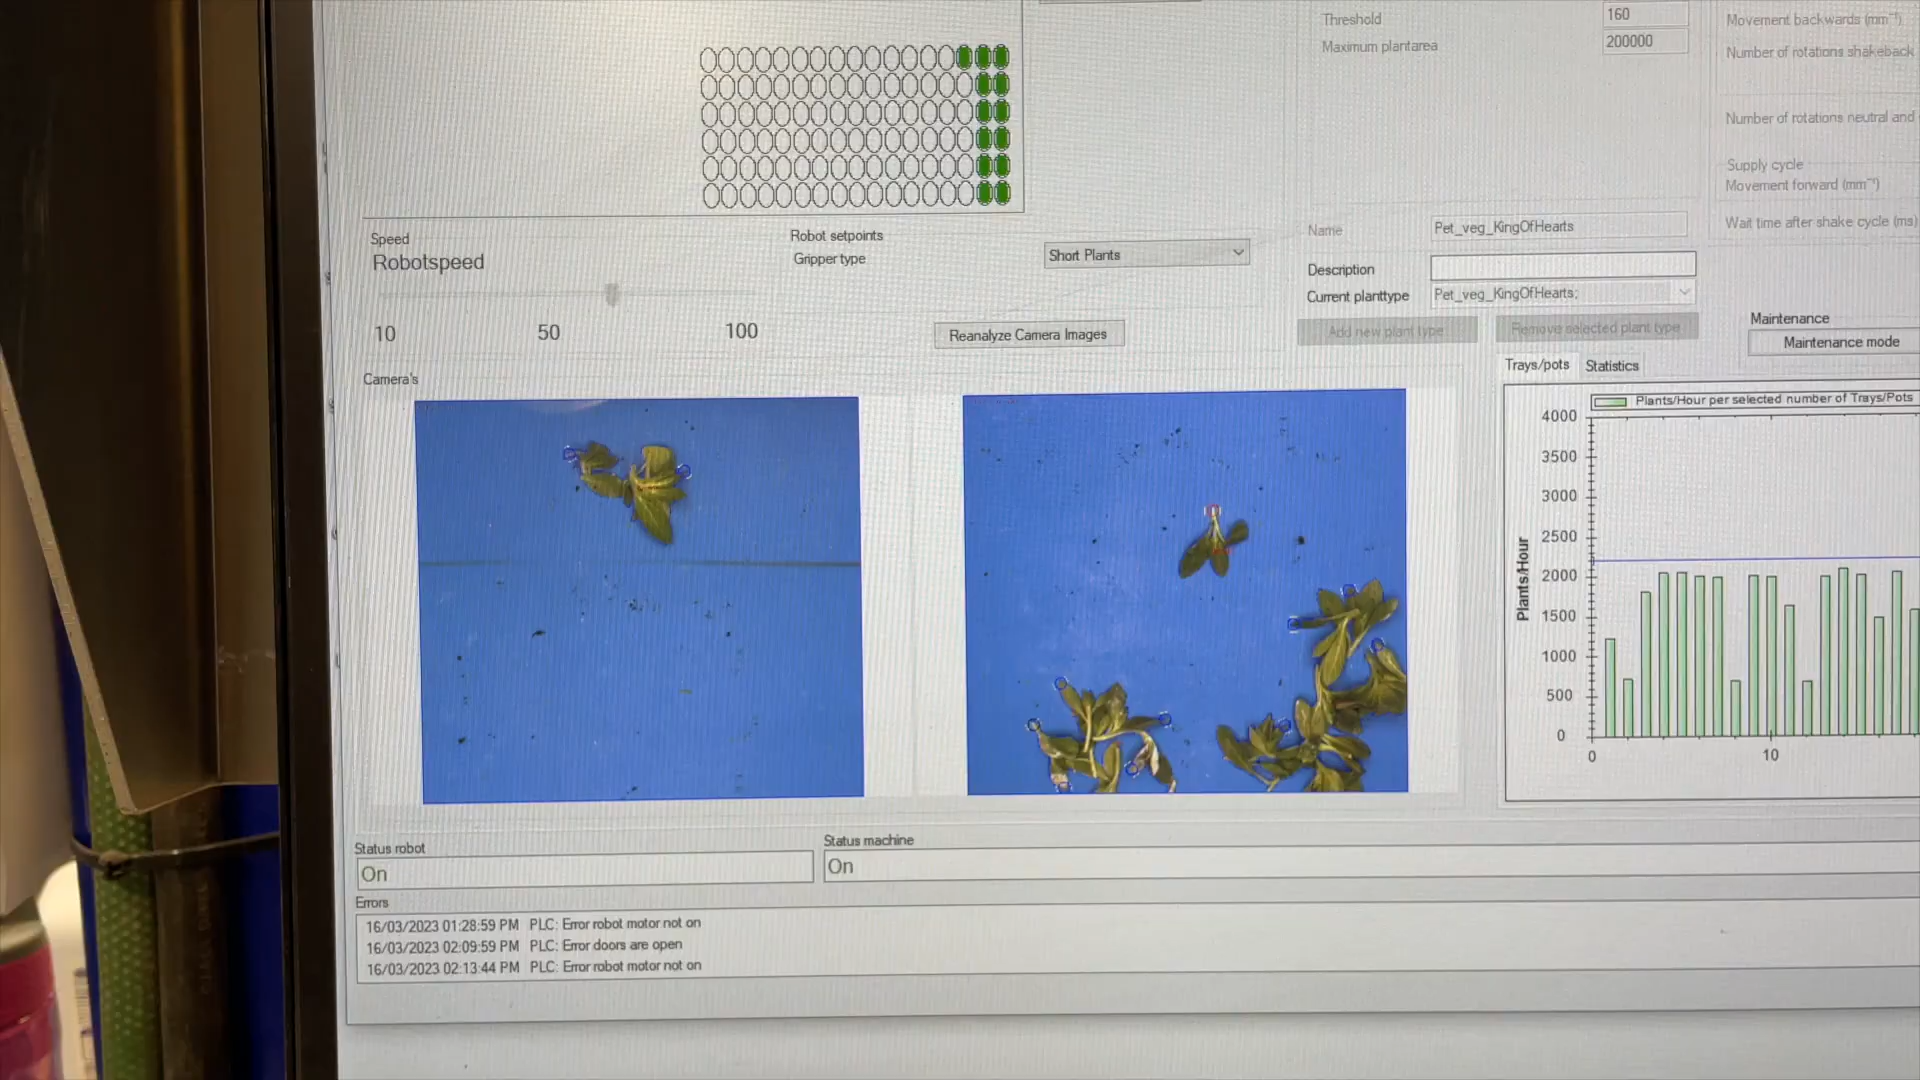 Threshold
160
Maximum plantarea
200000
Movement backwards (mm⁻¹)
Number of rotations shakeback
Number of rotations neutral and
Supply cycle
Movement forward (mm⁻¹)
Wait time after shake cycle (ms)
Speed
Robotspeed
10
50
100
Robot setpoints
Gripper type
Short Plants
Reanalyze Camera Images
Name
Pet_veg_KingOfHearts
Description
Current planttype
Pet_veg_KingOfHearts;
Add new plant type
Remove selected plant type
Maintenance
Maintenance mode
Trays/pots
Statistics
Camera's
Plants/Hour per selected number of Trays/Pots
Plants/Hour
4000
3500
3000
2500
2000
1500
1000
500
0
0
10
Status robot
On
Status machine
On
Errors
16/03/2023 01:28:59 PM PLC: Error robot motor not on
16/03/2023 02:09:59 PM PLC: Error doors are open
16/03/2023 02:13:44 PM PLC: Error robot motor not on